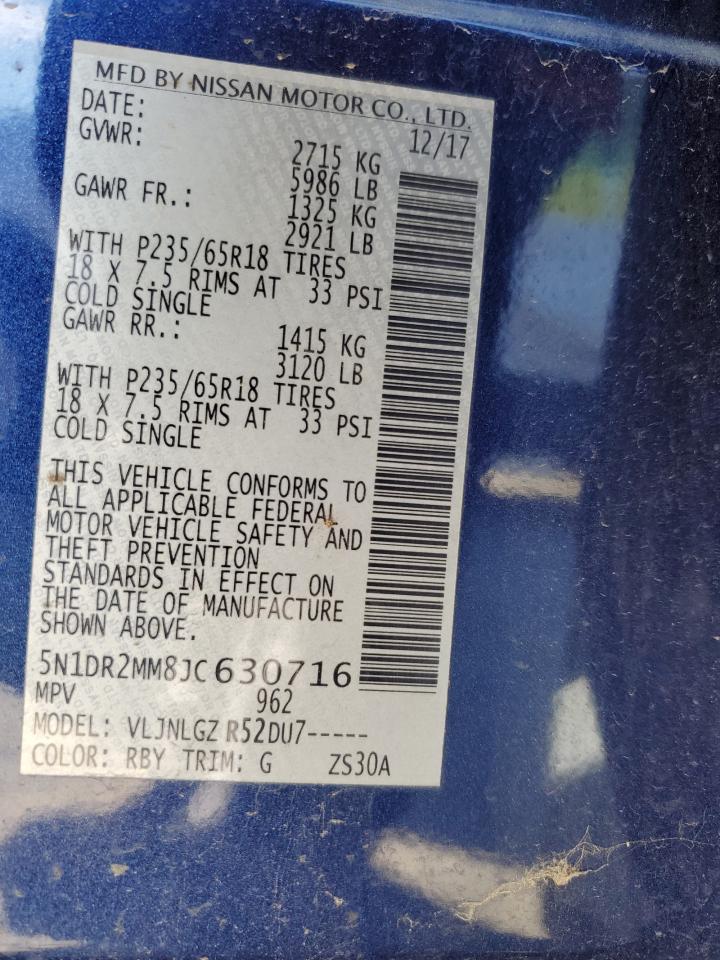 MFD BY NISSAN MOTOR CO., LTD.
DATE: 12/17
GVWR: 2715 KG
5986 LB
GAWR FR.: 1325 KG
2921 LB
WITH P235/65R18 TIRES
18 X 7.5 RIMS AT 33 PSI
COLD SINGLE
GAWR RR.: 1415 KG
3120 LB
WITH P235/65R18 TIRES
18 X 7.5 RIMS AT 33 PSI
COLD SINGLE
THIS VEHICLE CONFORMS TO
ALL APPLICABLE FEDERAL
MOTOR VEHICLE SAFETY AND
THEFT PREVENTION
STANDARDS IN EFFECT ON
THE DATE OF MANUFACTURE
SHOWN ABOVE.
5N1DR2MM8JC630716
MPV 962
MODEL: VLJNLGZ R52DU7-----
COLOR: RBY TRIM: G ZS30A